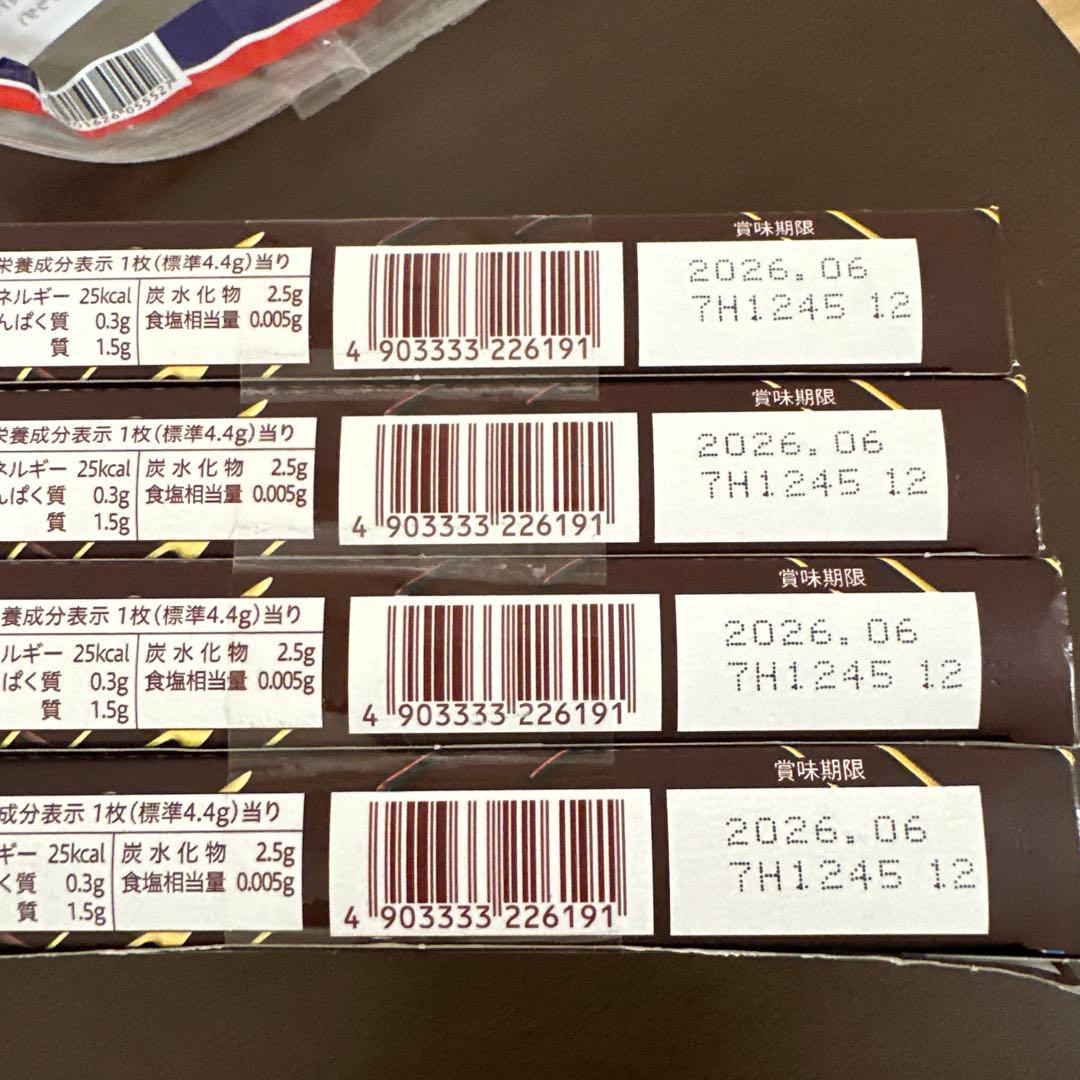 賞味期限
栄養成分表示 1枚(標準4.4g)当り
ネルギー 25kcal 炭水化物 2.5g
んぱく質 0.3g 食塩相当量 0.005g
質 1.5g
4 903333 226191
2026.06
7H1245 12
賞味期限
栄養成分表示 1枚(標準4.4g)当り
ネルギー 25kcal 炭水化物 2.5g
んぱく質 0.3g 食塩相当量 0.005g
質 1.5g
4 903333 226191
2026.06
7H1245 12
賞味期限
養成分表示 1枚(標準4.4g)当り
ルギー 25kcal 炭水化物 2.5g
ぱく質 0.3g 食塩相当量 0.005g
質 1.5g
4 903333 226191
2026.06
7H1245 12
賞味期限
成分表示 1枚(標準4.4g)当り
ギー 25kcal 炭水化物 2.5g
く質 0.3g 食塩相当量 0.005g
質 1.5g
4 903333 226191
2026.06
7H1245 12